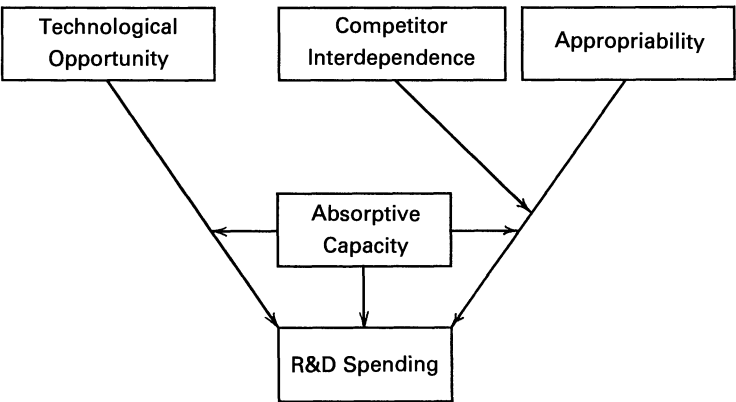 Technological
Opportunity
Competitor
Interdependence
Appropriability
Absorptive
Capacity
R&D Spending